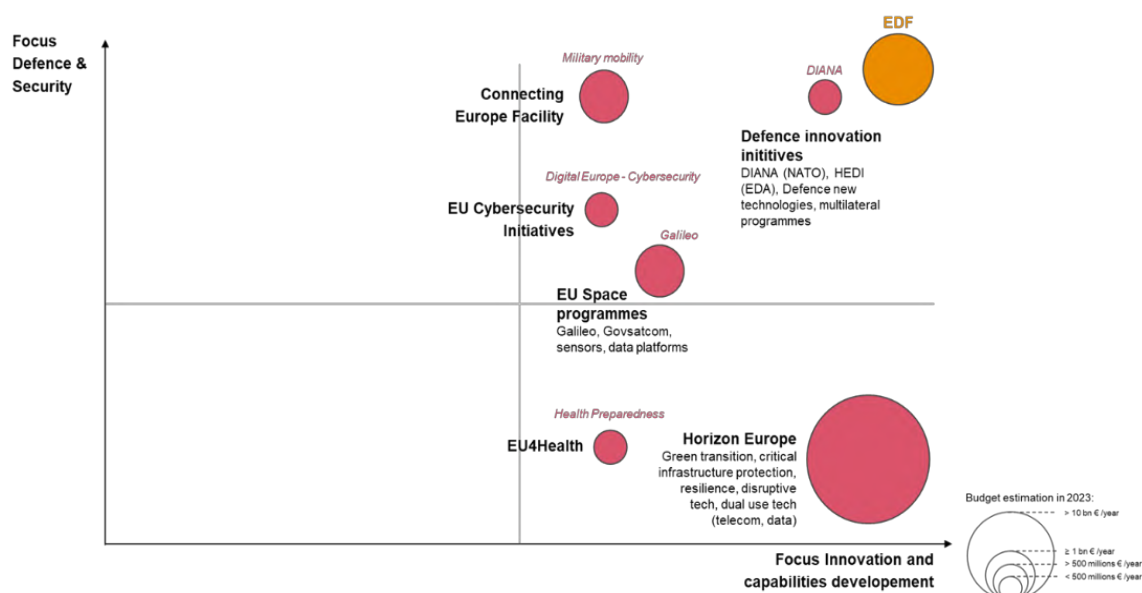 Focus
Defence &
Security
EDF
Military mobility
DIANA
Connecting
Europe Facility
Defence innovation
inititives
DIANA (NATO), HEDI
(EDA), Defence new
technologies, multilateral
programmes
Digital Europe - Cybersecurity
EU Cybersecurity
Initiatives
Galileo
EU Space
programmes
Galileo, Govsatcom,
sensors, data platforms
Health Preparedness
EU4Health
Horizon Europe
Green transition, critical
infrastructure protection,
resilience, disruptive
tech, dual use tech
(telecom, data)
Budget estimation in 2023:
> 10 bn € /year
≥ 1 bn € /year
> 500 millions € /year
< 500 millions € /year
Focus Innovation and
capabilities developement